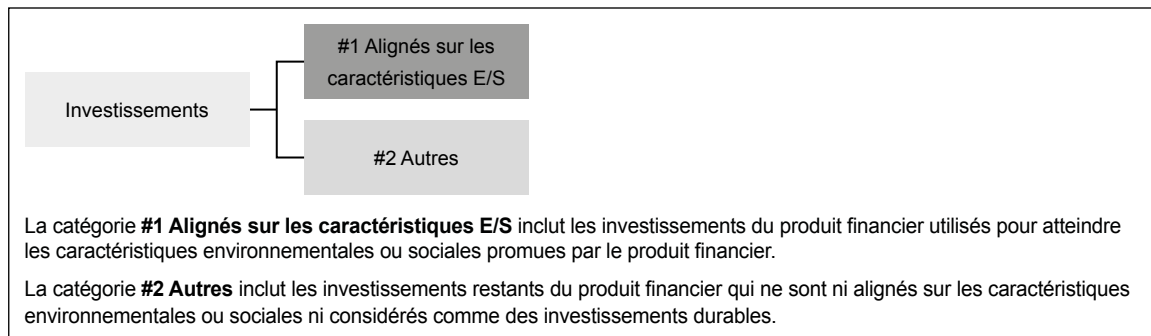 #1 Alignés sur les
caractéristiques E/S
Investissements
#2 Autres
La catégorie #1 Alignés sur les caractéristiques E/S inclut les investissements du produit financier utilisés pour atteindre
les caractéristiques environnementales ou sociales promues par le produit financier.
La catégorie #2 Autres inclut les investissements restants du produit financier qui ne sont ni alignés sur les caractéristiques
environnementales ou sociales ni considérés comme des investissements durables.